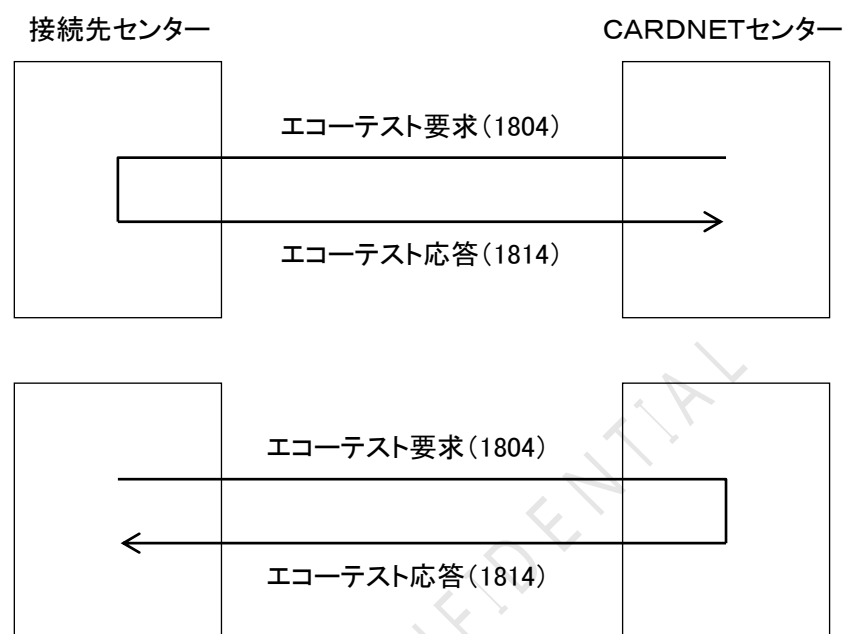 接続先センター
CARDNETセンター
エコーテスト要求(1804)
エコーテスト応答(1814)
エコーテスト要求(1804)
エコーテスト応答(1814)
NFIDENTIAL